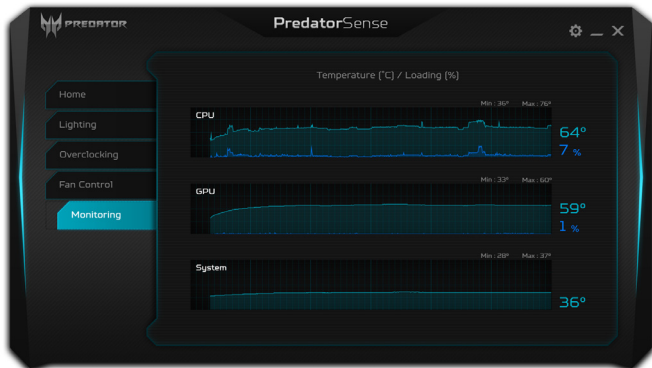 PREDATOR
PredatorSense
Home
Lighting
Overclocking
Fan Control
Monitoring
Temperature (°C) / Loading (%)
Min : 36° Max : 76°
CPU
64°
7 %
Min : 33° Max : 60°
GPU
59°
1 %
Min : 28° Max : 37°
System
36°